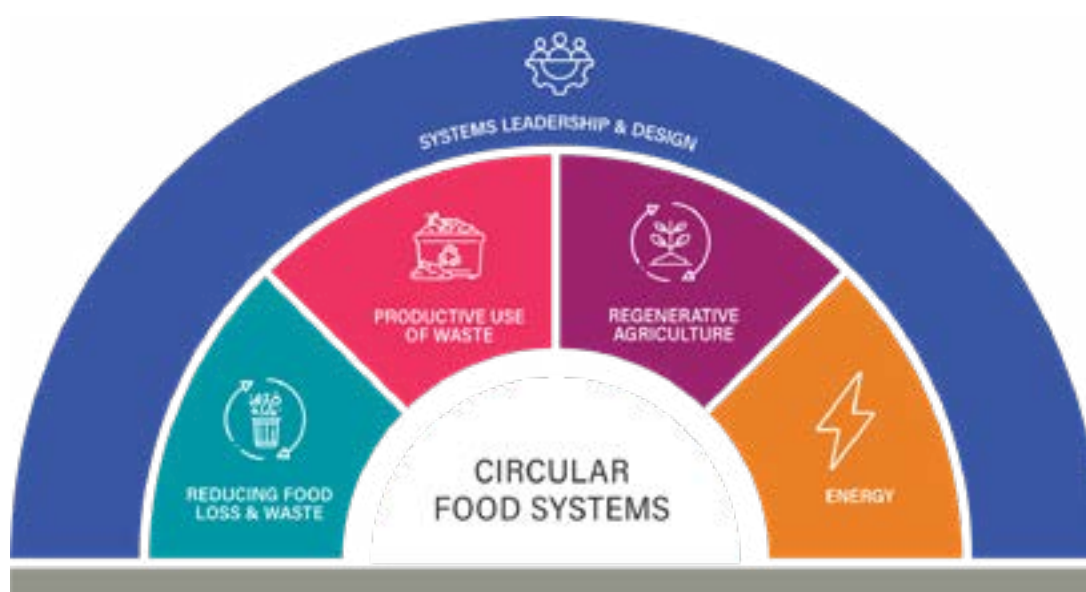 SYSTEMS LEADERSHIP & DESIGN
PRODUCTIVE USE
OF WASTE
REGENERATIVE
AGRICULTURE
REDUCING FOOD
LOSS & WASTE
ENERGY
CIRCULAR
FOOD SYSTEMS